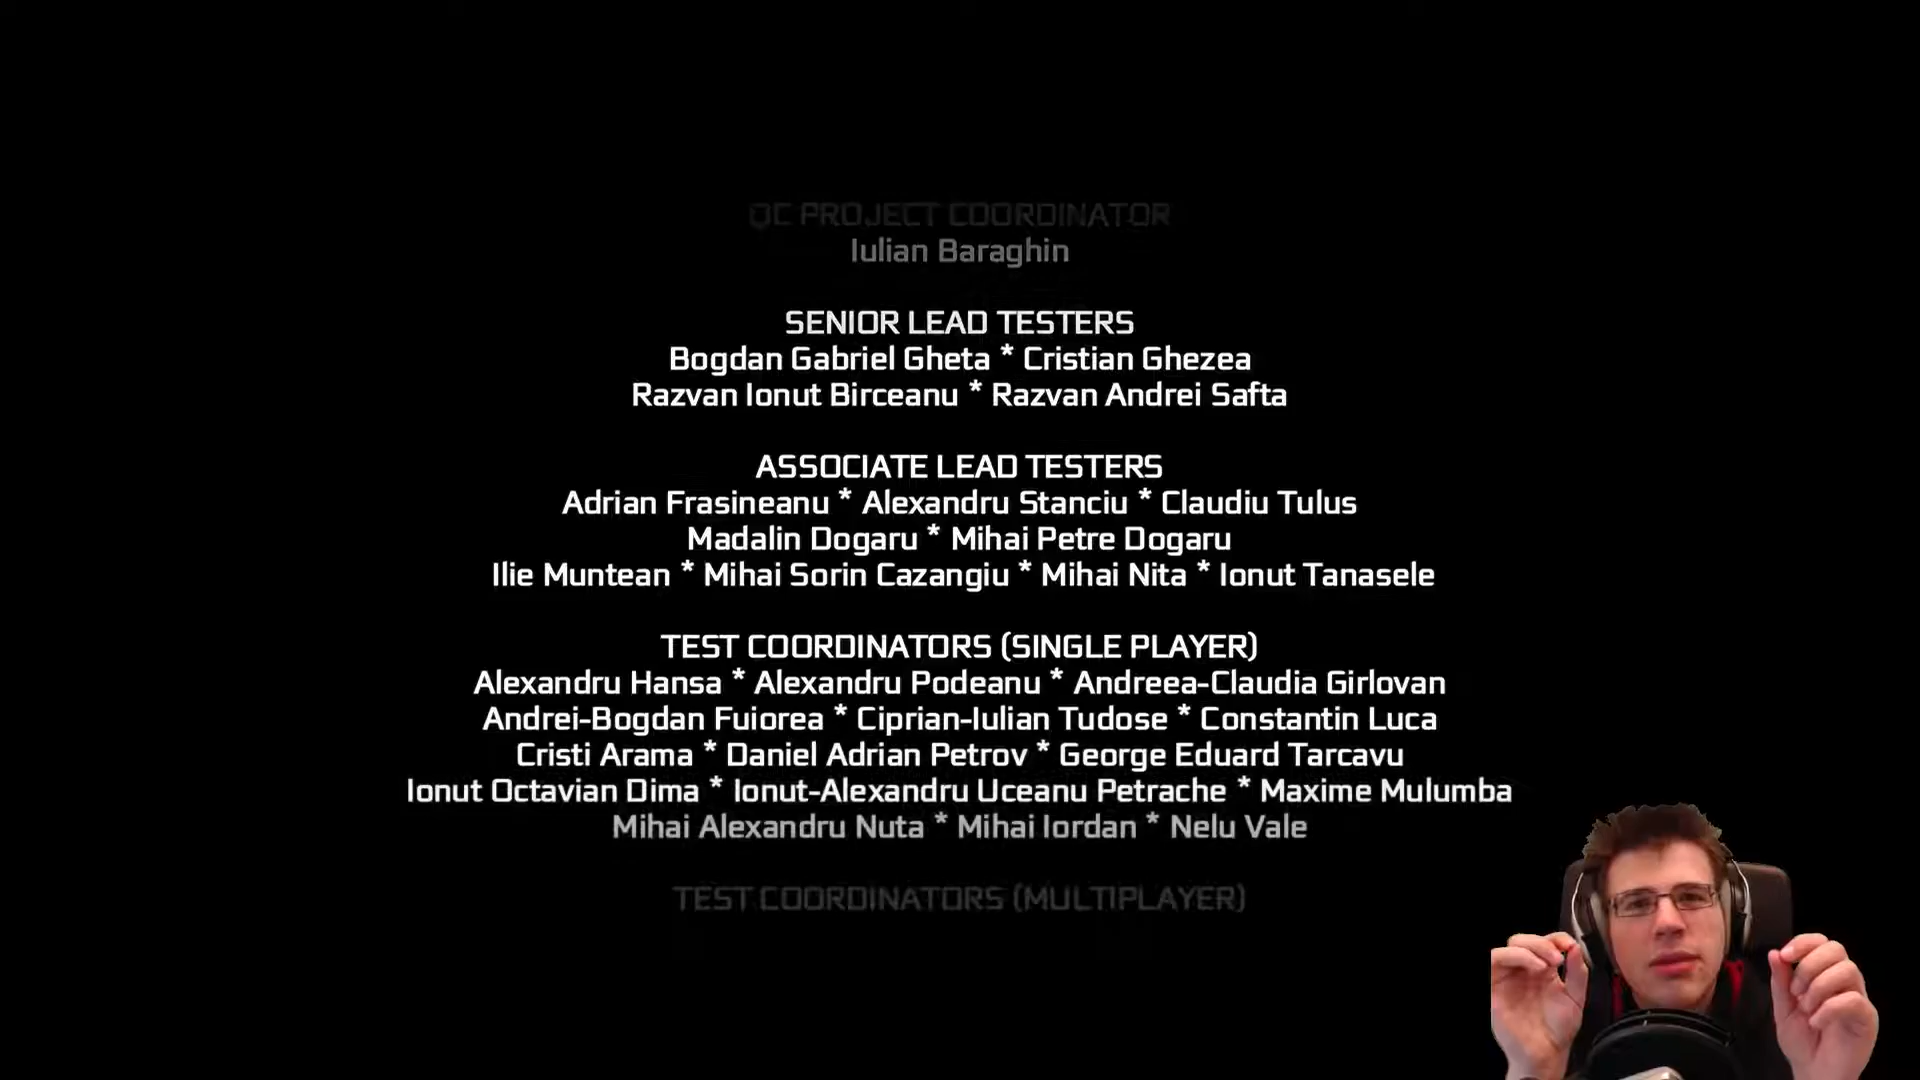 QC PROJECT COORDINATOR
Iulian Baraghin
SENIOR LEAD TESTERS
Bogdan Gabriel Gheta * Cristian Ghezea
Razvan Ionut Birceanu * Razvan Andrei Safta
ASSOCIATE LEAD TESTERS
Adrian Frasineanu * Alexandru Stanciu * Claudiu Tulus
Madalin Dogaru * Mihai Petre Dogaru
Ilie Muntean * Mihai Sorin Cazangiu * Mihai Nita * Ionut Tanasele
TEST COORDINATORS (SINGLE PLAYER)
Alexandru Hansa * Alexandru Podeanu * Andreea-Claudia Girlovan
Andrei-Bogdan Fuiorea * Ciprian-Iulian Tudose * Constantin Luca
Cristi Arama * Daniel Adrian Petrov * George Eduard Tarcavu
Ionut Octavian Dima * Ionut-Alexandru Uceanu Petrache * Maxime Mulumba
Mihai Alexandru Nuta * Mihai Iordan * Nelu Vale
TEST COORDINATORS (MULTIPLAYER)